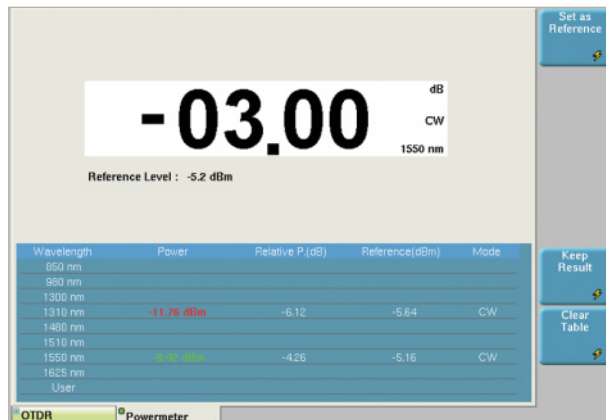 Set as
Reference
dB
-03.00
CW
1550 nm
Reference Level : -5.2 dBm
Wavelength Power Relative P.(dB) Reference(dBm) Mode
850 nm
980 nm
1300 nm
1310 nm -11.76 dBm -6.12 -5.64 CW
1480 nm
1510 nm
1550 nm -9.42 dBm -4.26 -5.16 CW
1625 nm
User
Keep
Result
Clear
Table
OTDR Powermeter